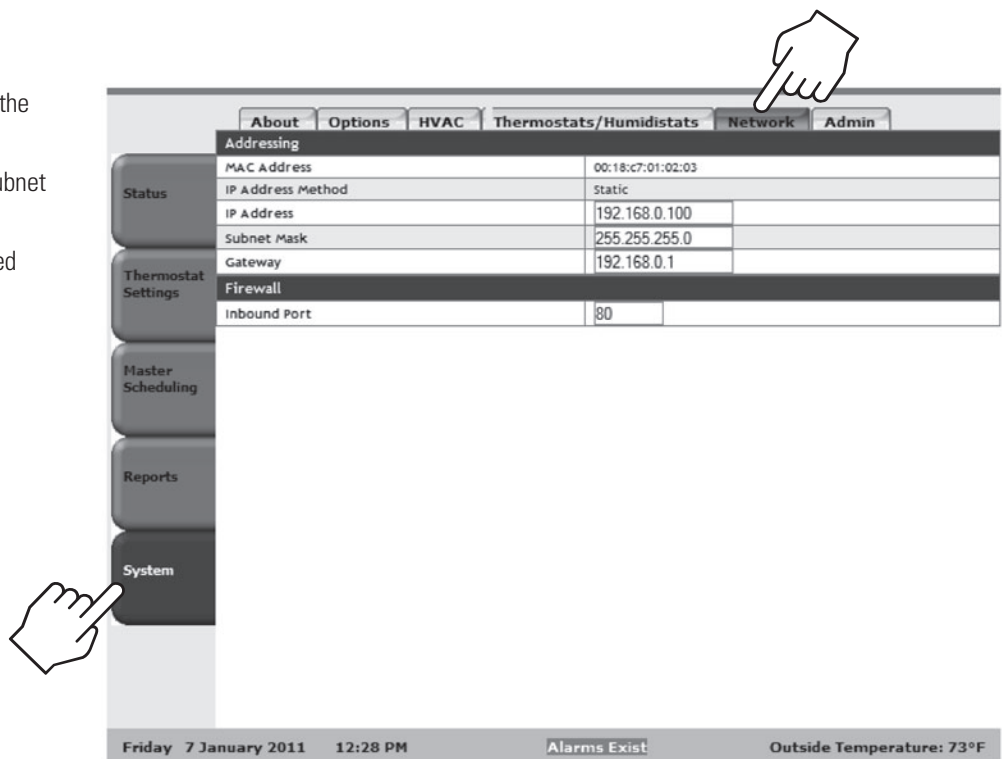 the
ubnet
ed
About Options HVAC Thermostats/Humidistats Network Admin
Addressing
MAC Address 00:18:c7:01:02:03
IP Address Method Static
IP Address 192.168.0.100
Subnet Mask 255.255.255.0
Gateway 192.168.0.1
Firewall
Inbound Port 80
Status
Thermostat
Settings
Master
Scheduling
Reports
System
Friday 7 January 2011 12:28 PM Alarms Exist Outside Temperature: 73°F